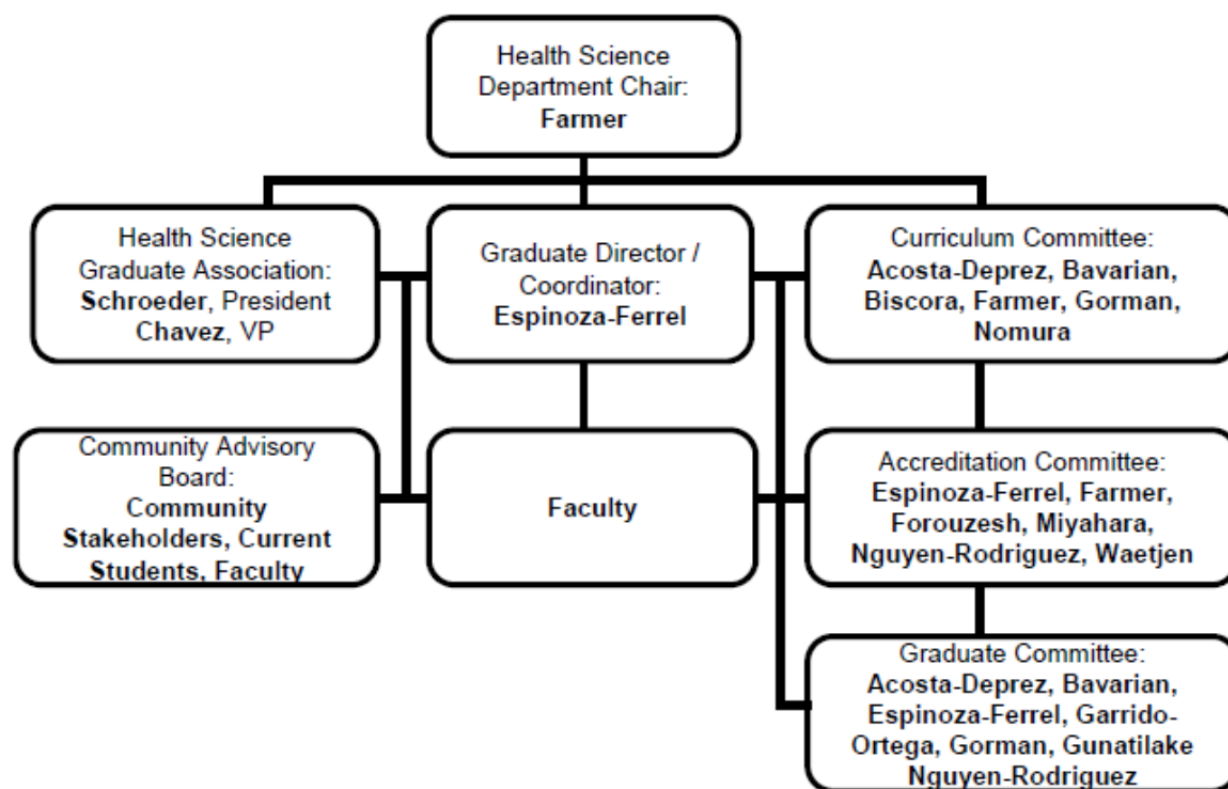 Health Science
Department Chair:
Farmer
Health Science
Graduate Association:
Schroeder, President
Chavez, VP
Graduate Director /
Coordinator:
Espinoza-Ferrel
Curriculum Committee:
Acosta-Deprez, Bavarian,
Biscora, Farmer, Gorman,
Nomura
Community Advisory
Board:
Community
Stakeholders, Current
Students, Faculty
Faculty
Accreditation Committee:
Espinoza-Ferrel, Farmer,
Forouzesh, Miyahara,
Nguyen-Rodriguez, Waetjen
Graduate Committee:
Acosta-Deprez, Bavarian,
Espinoza-Ferrel, Garrido-
Ortega, Gorman, Gunatilake
Nguyen-Rodriguez